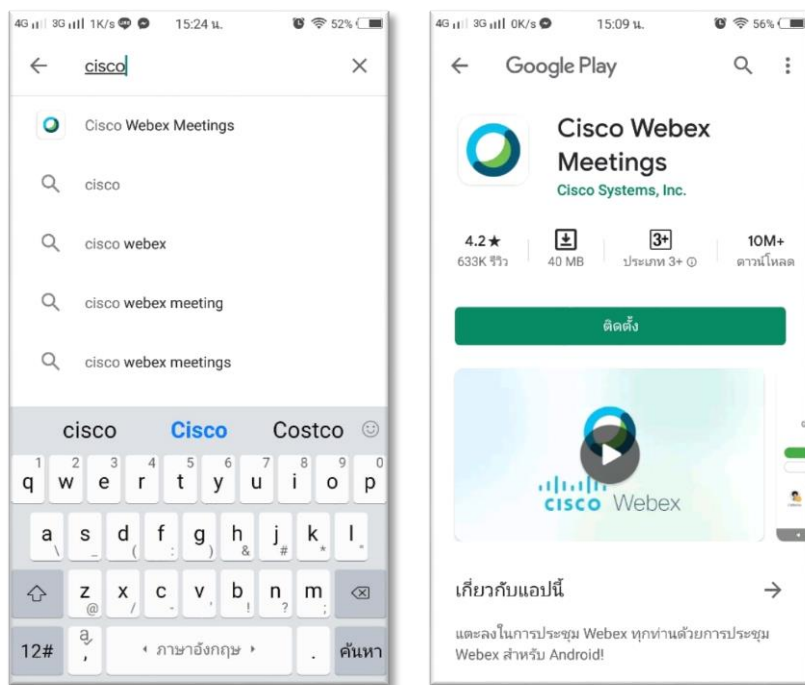 4G 3G 1K/s 15:24 น. 52%
cisco
Cisco Webex Meetings
cisco
cisco webex
cisco webex meeting
cisco webex meetings
cisco Cisco Costco
1 2 3 4 5 6 7 8 9 0
q w e r t y u i o p
a s d f g h j k l
\ _ ( : ) & # * "
z x c v b n m
@ / - ' ! ? ;
12# , ภาษาอังกฤษ . ค้นหา
4G 3G 0K/s 15:09 น. 56%
Google Play
Cisco Webex
Meetings
Cisco Systems, Inc.
4.2★ 3+ 10M+
633K รีวิว 40 MB ประเภท 3+ ดาวน์โหลด
ติดตั้ง
CISCO Webex
เกี่ยวกับแอปนี้
แตะลงในการประชุม Webex ทุกท่านด้วยการประชุม
Webex สำหรับ Android!